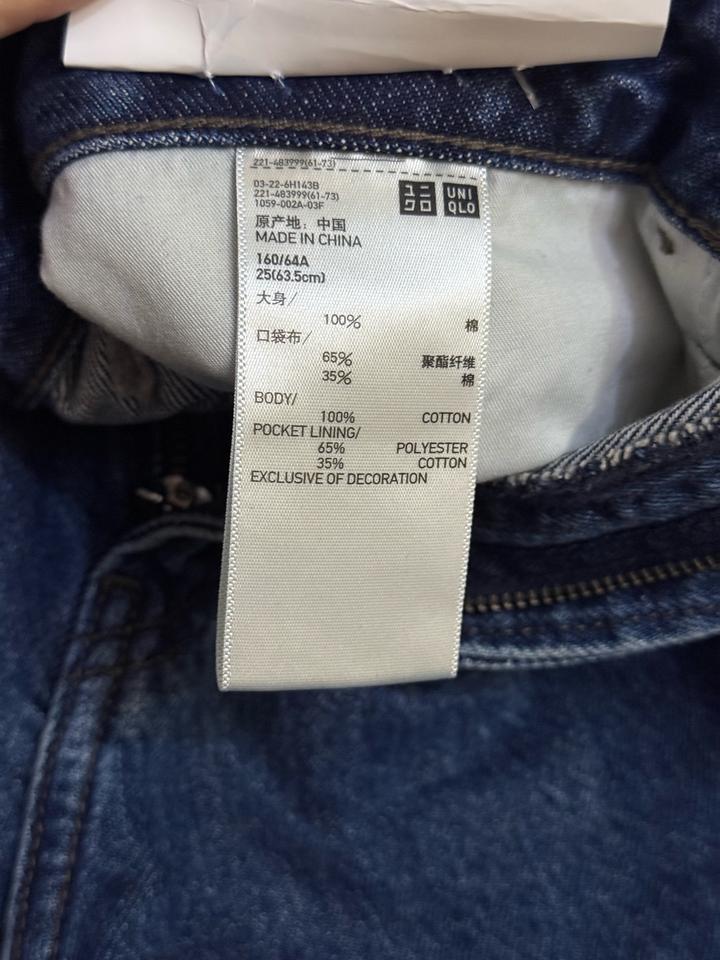 221-483999(61-73)
03-22-6H143B
221-483999(61-73)
1059-002A-03F
ユニ
クロ
UNI
QLO
原产地：中国
MADE IN CHINA
160/64A
25(63.5cm)
大身/
100% 棉
口袋布/
65% 聚酯纤维
35% 棉
BODY/
100% COTTON
POCKET LINING/
65% POLYESTER
35% COTTON
EXCLUSIVE OF DECORATION